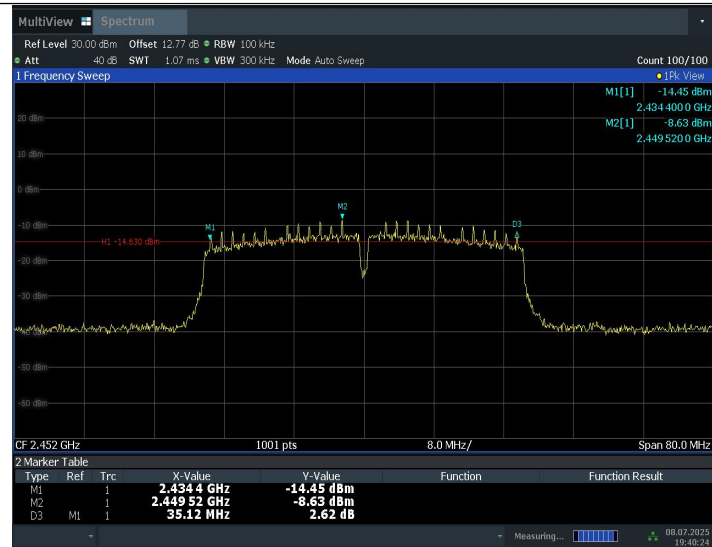 MultiView Spectrum
Ref Level 30.00 dBm Offset 12.77 dB RBW 100 kHz
Att 40 dB SWT 1.07 ms VBW 300 kHz Mode Auto Sweep Count 100/100
1 Frequency Sweep 1Pk View
M1[1] -14.45 dBm
2.434 400 0 GHz
M2[1] -8.63 dBm
2.449 520 0 GHz
20 dBm
10 dBm
0 dBm
M2
-10 dBm
M1
D3
H1 -14.630 dBm
-20 dBm
-30 dBm
-40 dBm
-50 dBm
-60 dBm
CF 2.452 GHz 1001 pts 8.0 MHz/ Span 80.0 MHz
2 Marker Table
Type Ref Trc X-Value Y-Value Function Function Result
M1 1 2.434 4 GHz -14.45 dBm
M2 1 2.449 52 GHz -8.63 dBm
D3 M1 1 35.12 MHz 2.62 dB
Measuring... 08.07.2025
19:40:24